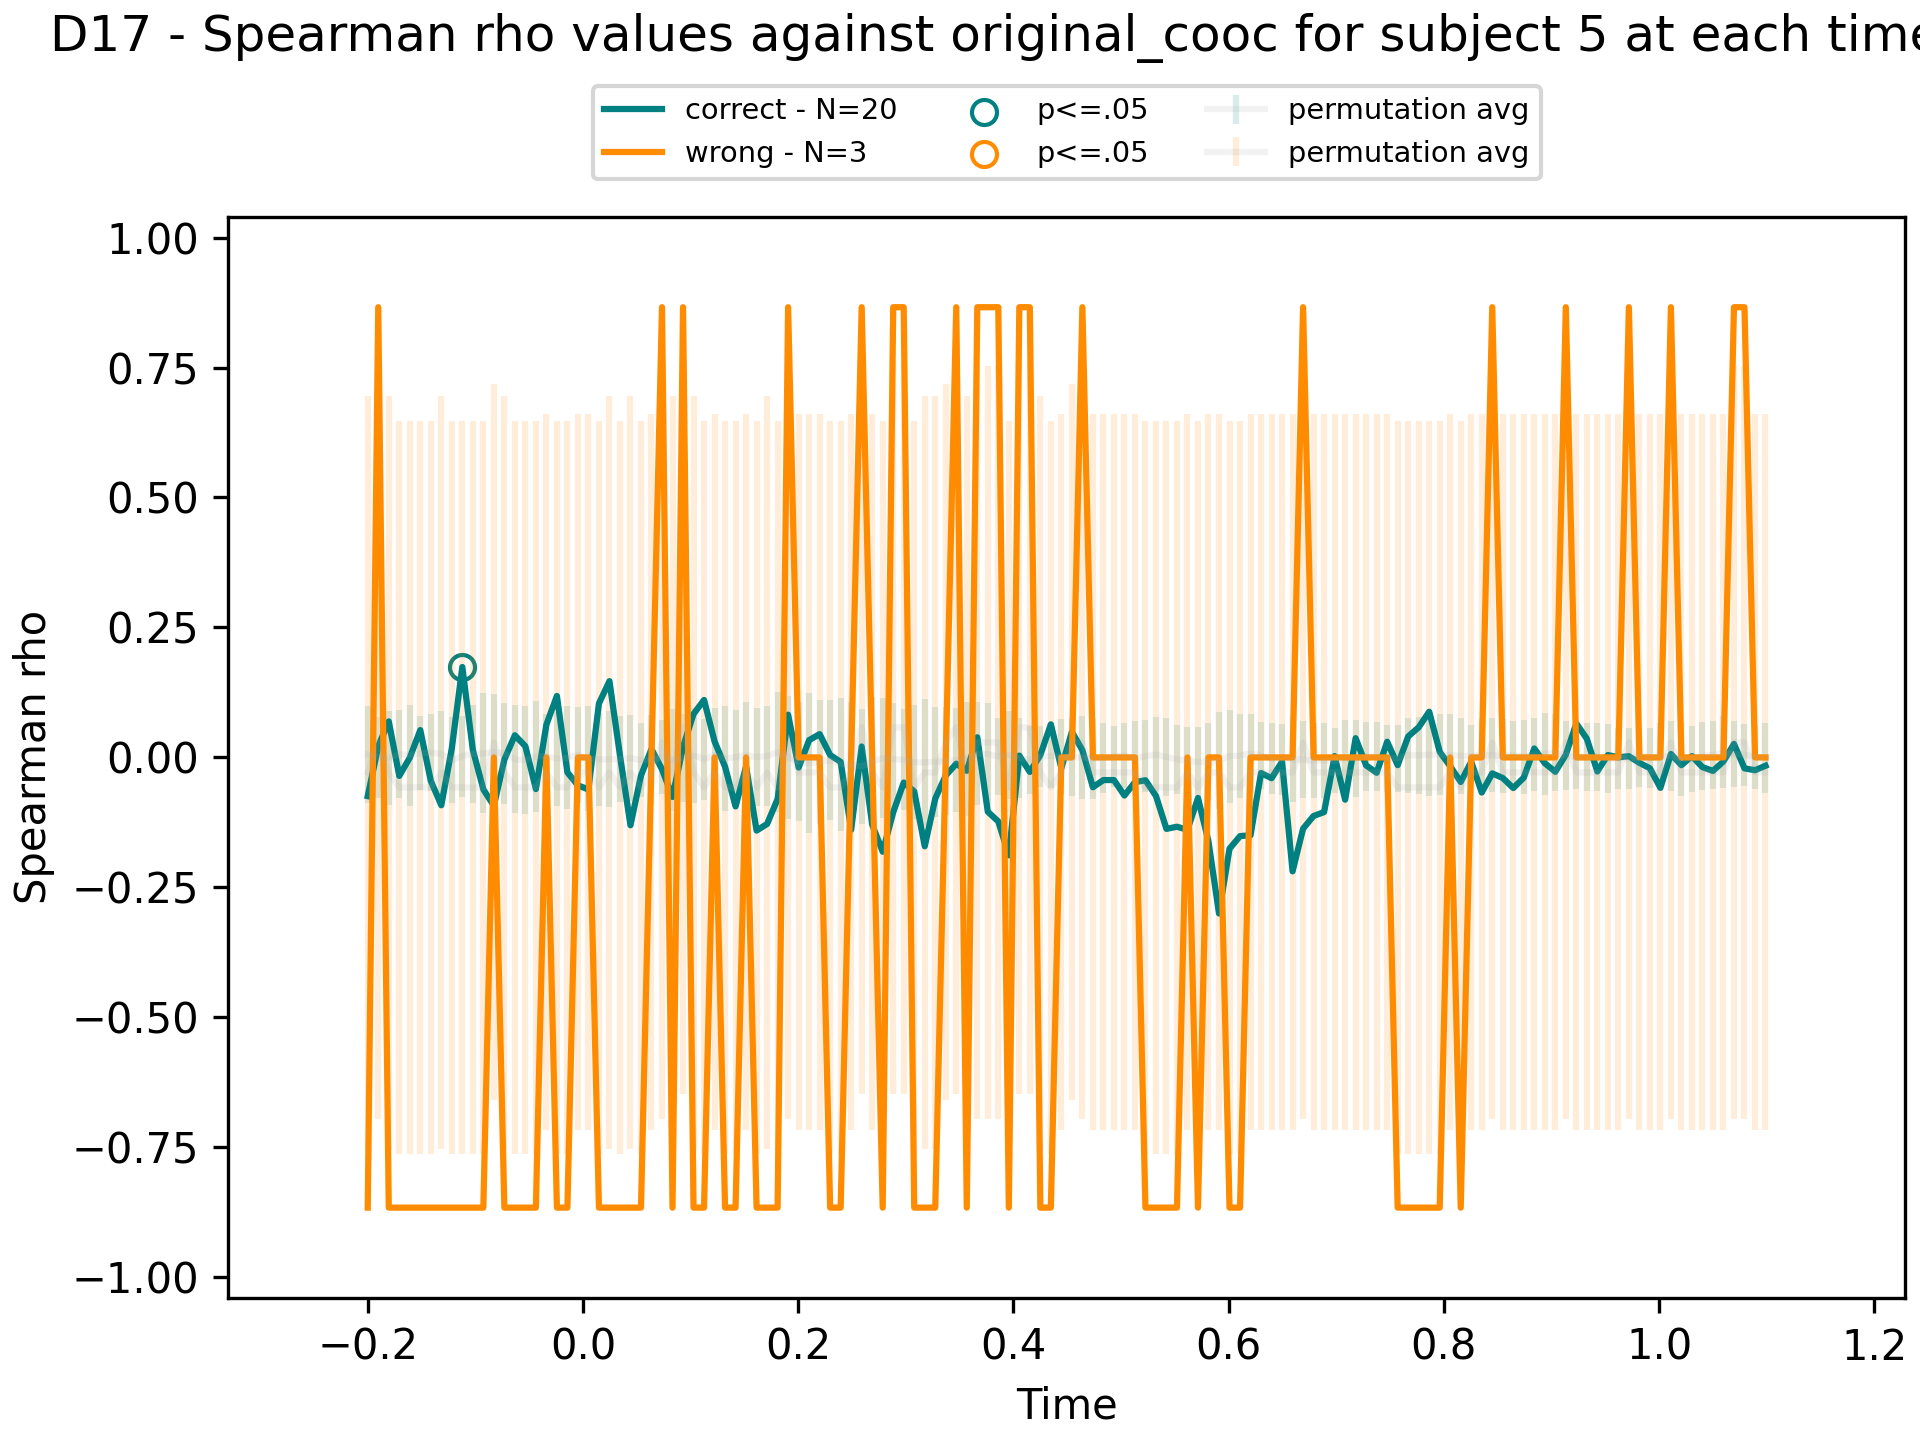 D17 - Spearman rho values against original_cooc for subject 5 at each time
correct - N=20 p<=.05 permutation avg
wrong - N=3 p<=.05 permutation avg
1.00
0.75
0.50
0.25
0.00
−0.25
−0.50
−0.75
−1.00
Spearman rho
−0.2 0.0 0.2 0.4 0.6 0.8 1.0 1.2
Time